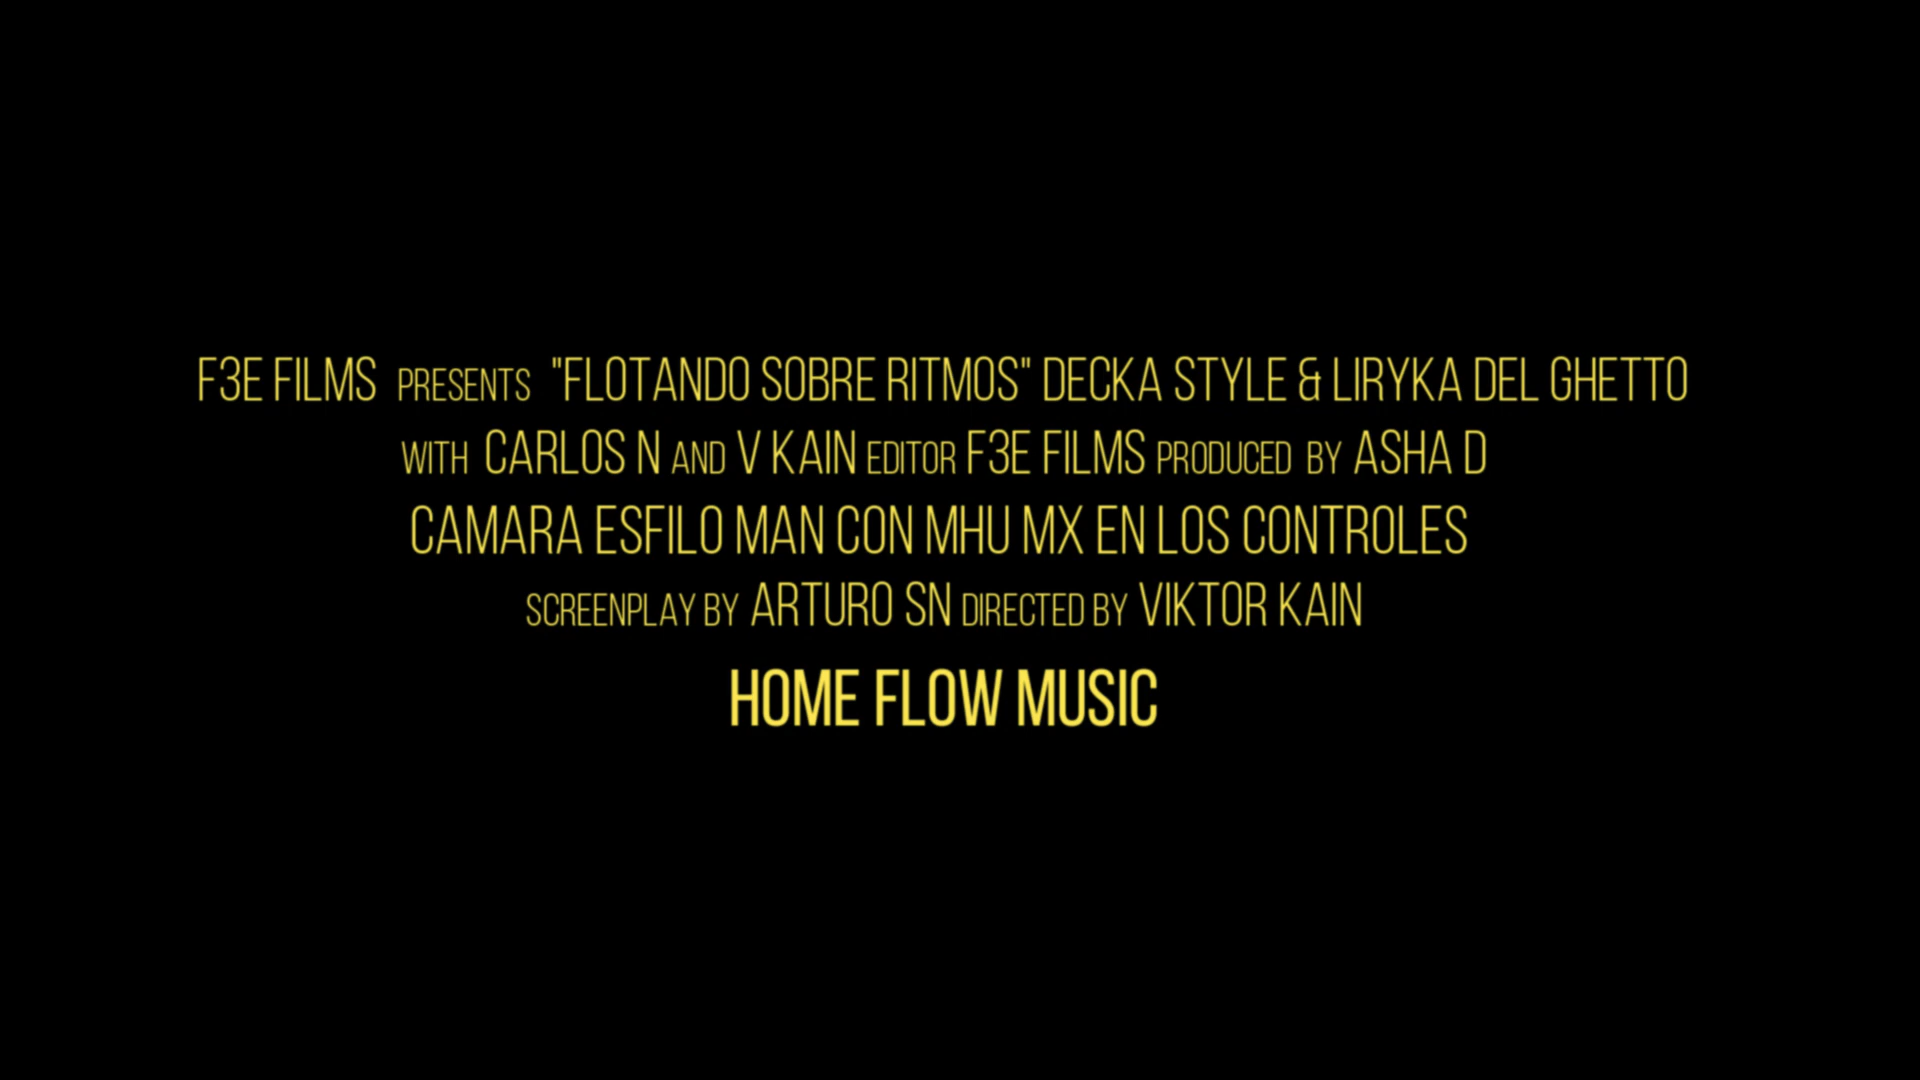 F3E FILMS PRESENTS "FLOTANDO SOBRE RITMOS" DECKA STYLE & LIRYKA DEL GHETTO
WITH CARLOS N AND V KAIN EDITOR F3E FILMS PRODUCED BY ASHA D
CAMARA ESFILO MAN CON MHU MX EN LOS CONTROLES
SCREENPLAY BY ARTURO SN DIRECTED BY VIKTOR KAIN
HOME FLOW MUSIC